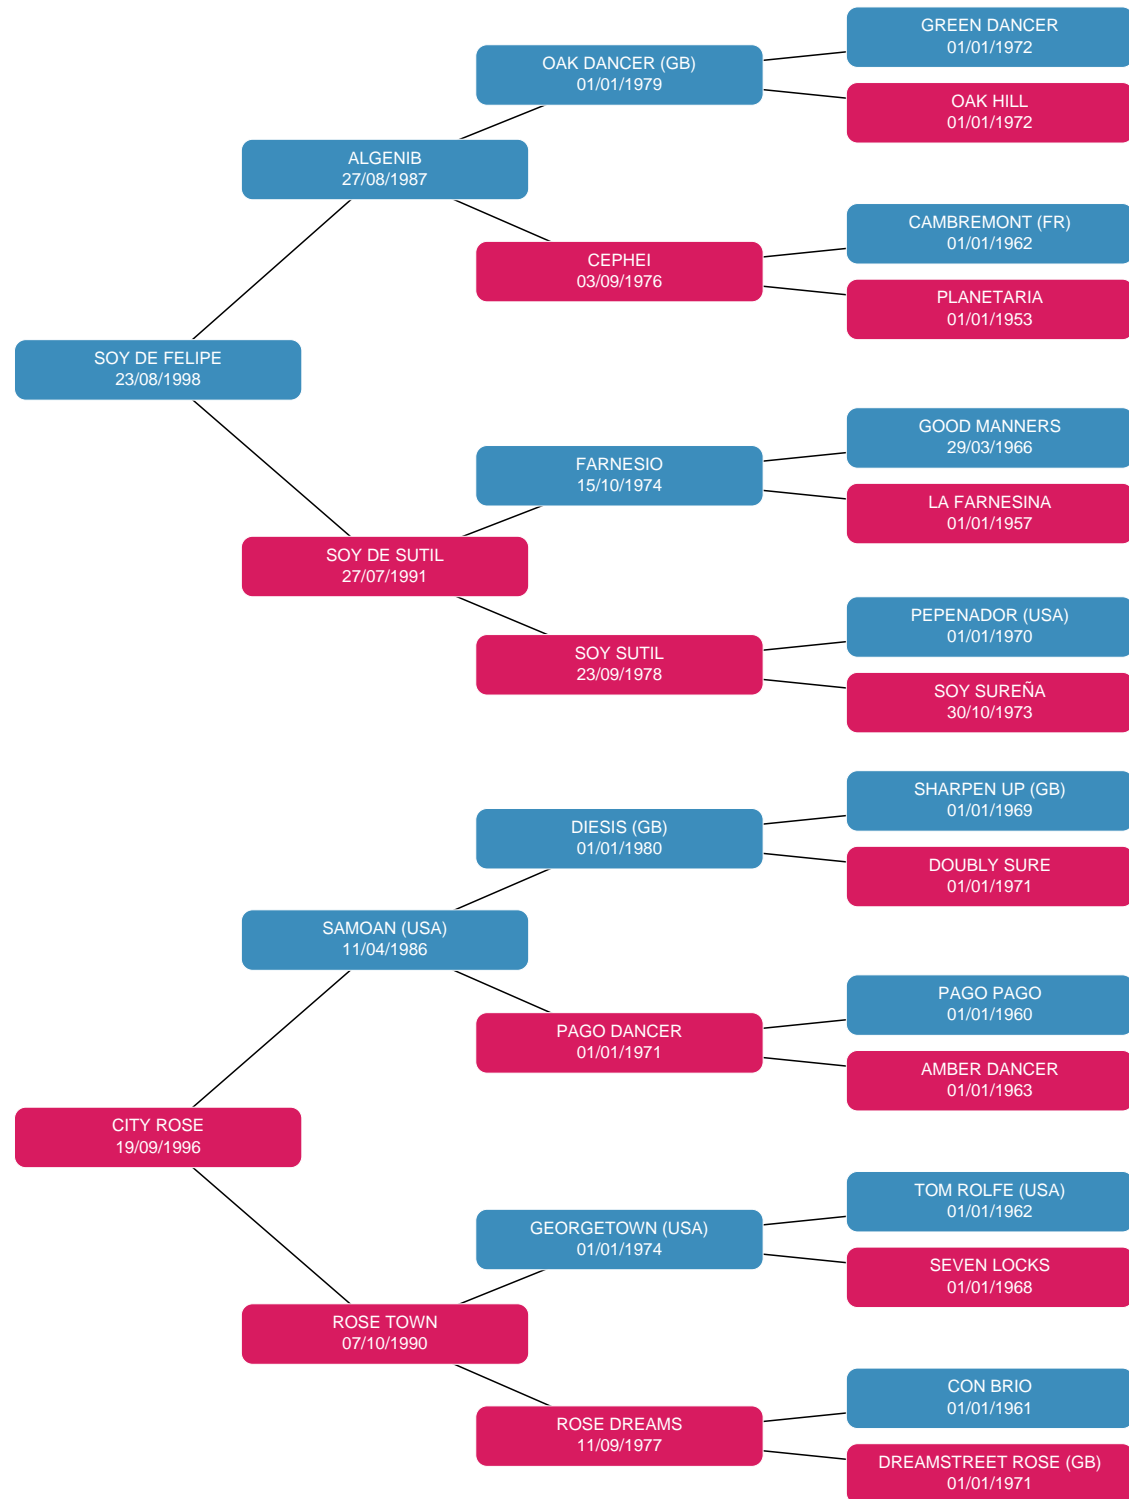 GREEN DANCER
01/01/1972
OAK DANCER (GB)
01/01/1979
OAK HILL
01/01/1972
ALGENIB
27/08/1987
CAMBREMONT (FR)
01/01/1962
CEPHEI
03/09/1976
PLANETARIA
01/01/1953
SOY DE FELIPE
23/08/1998
GOOD MANNERS
29/03/1966
FARNESIO
15/10/1974
LA FARNESINA
01/01/1957
SOY DE SUTIL
27/07/1991
PEPENADOR (USA)
01/01/1970
SOY SUTIL
23/09/1978
SOY SUREÑA
30/10/1973
SHARPEN UP (GB)
01/01/1969
DIESIS (GB)
01/01/1980
DOUBLY SURE
01/01/1971
SAMOAN (USA)
11/04/1986
PAGO PAGO
01/01/1960
PAGO DANCER
01/01/1971
AMBER DANCER
01/01/1963
CITY ROSE
19/09/1996
TOM ROLFE (USA)
01/01/1962
GEORGETOWN (USA)
01/01/1974
SEVEN LOCKS
01/01/1968
ROSE TOWN
07/10/1990
CON BRIO
01/01/1961
ROSE DREAMS
11/09/1977
DREAMSTREET ROSE (GB)
01/01/1971